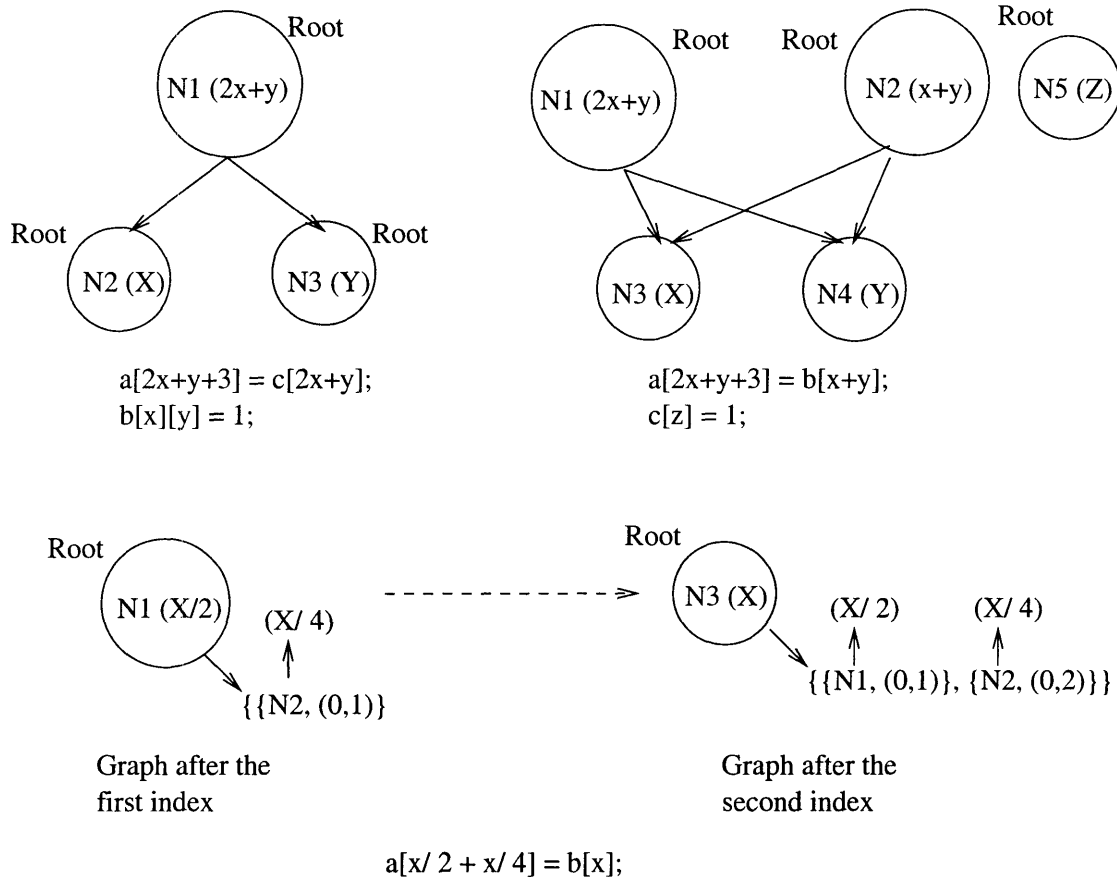 Root
N1 (2x+y)
Root
N2 (X)
Root
N3 (Y)
a[2x+y+3] = c[2x+y];
b[x][y] = 1;
Root
N1 (2x+y)
Root
N2 (x+y)
Root
N5 (Z)
N3 (X)
N4 (Y)
a[2x+y+3] = b[x+y];
c[z] = 1;
Root
N1 (X/2)
(X/ 4)
{{N2, (0,1)}
Graph after the
first index
Root
N3 (X)
(X/ 2)
(X/ 4)
{{N1, (0,1)}, {N2, (0,2)}}
Graph after the
second index
a[x/ 2 + x/ 4] = b[x];